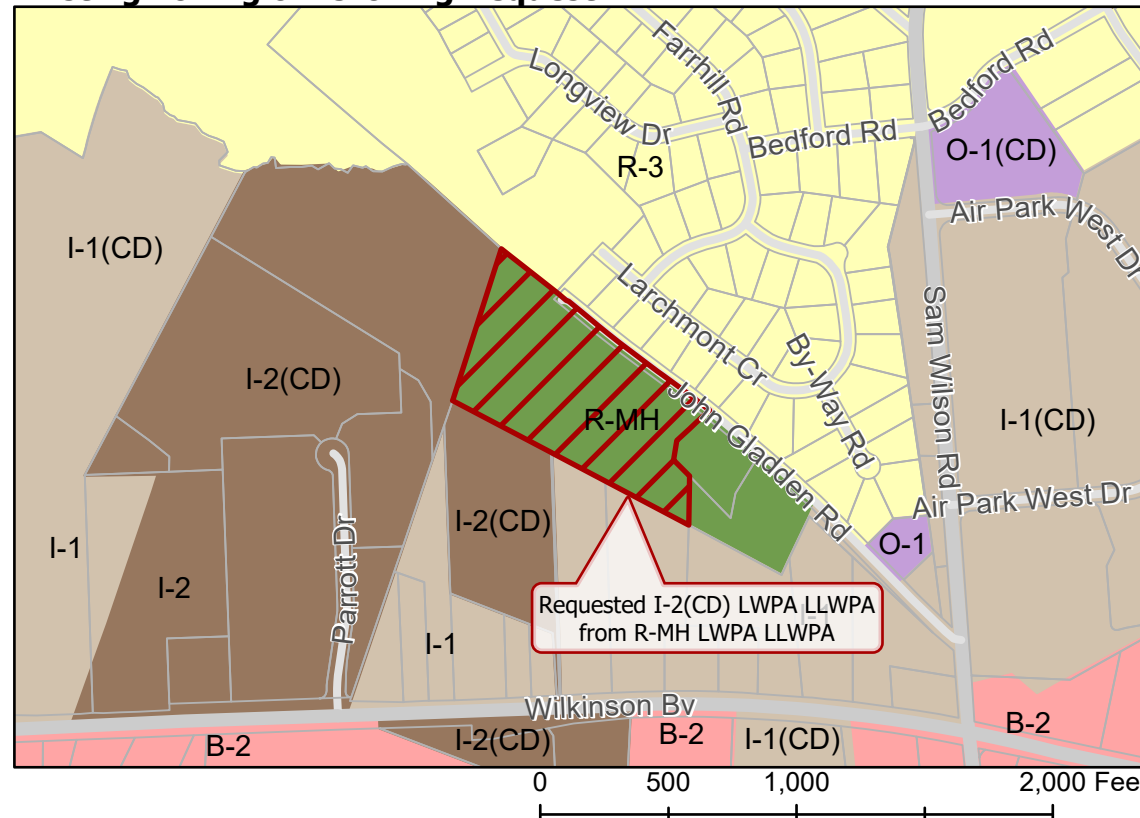 Longview Dr
Farrhill Rd
Bedford Rd
Bedford Rd
R-3
O-1(CD)
Air Park West Dr
I-1(CD)
Larchmont Cr
By-Way Rd
Sam Wilson Rd
I-2(CD)
R-MH
John Gladden Rd
I-1(CD)
Air Park West Dr
I-2(CD)
O-1
I-1
I-2
Parrott Dr
Requested I-2(CD) LWPA LLWPA
from R-MH LWPA LLWPA
I-1
I-1
Wilkinson Bv
B-2
I-2(CD)
B-2
I-1(CD)
B-2
0 500 1,000 2,000 Fee